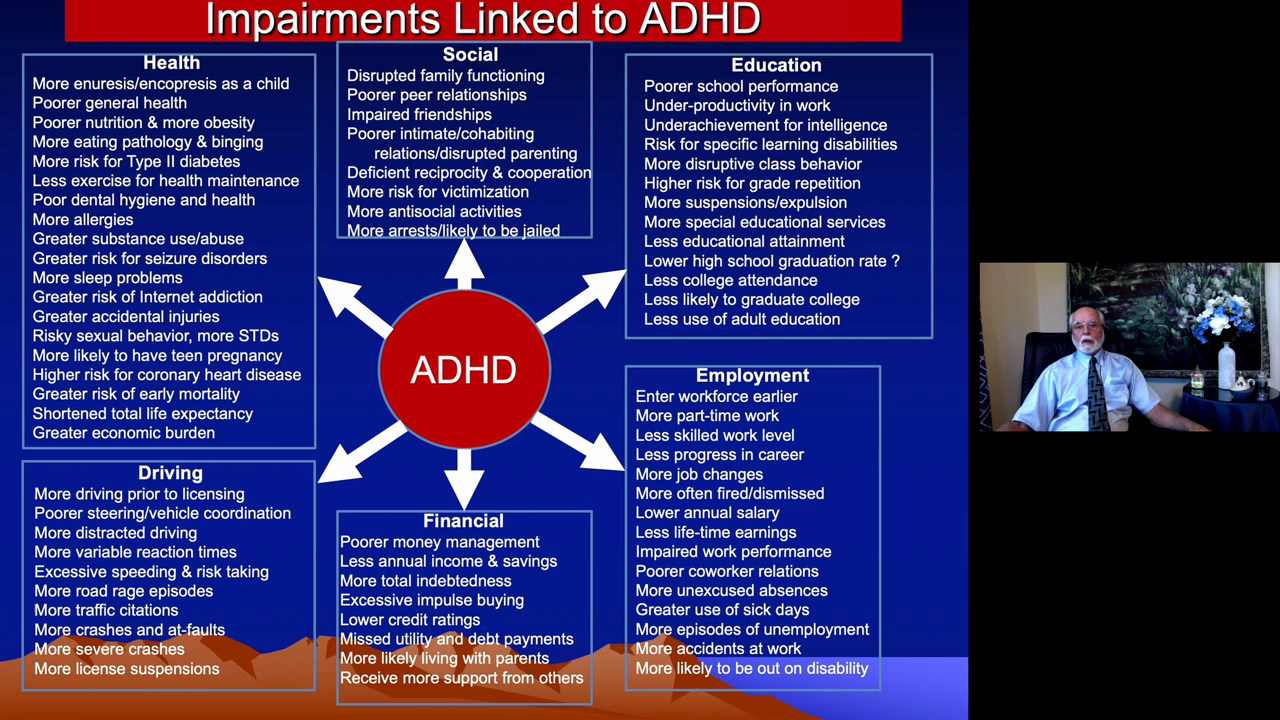 Impairments Linked to ADHD
Health
More enuresis/encopresis as a child
Poorer general health
Poorer nutrition & more obesity
More eating pathology & binging
More risk for Type II diabetes
Less exercise for health maintenance
Poor dental hygiene and health
More allergies
Greater substance use/abuse
Greater risk for seizure disorders
More sleep problems
Greater risk of Internet addiction
Greater accidental injuries
Risky sexual behavior, more STDs
More likely to have teen pregnancy
Higher risk for coronary heart disease
Greater risk of early mortality
Shortened total life expectancy
Greater economic burden
Social
Disrupted family functioning
Poorer peer relationships
Impaired friendships
Poorer intimate/cohabiting
relations/disrupted parenting
Deficient reciprocity & cooperation
More risk for victimization
More antisocial activities
More arrests/likely to be jailed
Education
Poorer school performance
Under-productivity in work
Underachievement for intelligence
Risk for specific learning disabilities
More disruptive class behavior
Higher risk for grade repetition
More suspensions/expulsion
More special educational services
Less educational attainment
Lower high school graduation rate ?
Less college attendance
Less likely to graduate college
Less use of adult education
ADHD
Driving
More driving prior to licensing
Poorer steering/vehicle coordination
More distracted driving
More variable reaction times
Excessive speeding & risk taking
More road rage episodes
More traffic citations
More crashes and at-faults
More severe crashes
More license suspensions
Financial
Poorer money management
Less annual income & savings
More total indebtedness
Excessive impulse buying
Lower credit ratings
Missed utility and debt payments
More likely living with parents
Receive more support from others
Employment
Enter workforce earlier
More part-time work
Less skilled work level
Less progress in career
More job changes
More often fired/dismissed
Lower annual salary
Less life-time earnings
Impaired work performance
Poorer coworker relations
More unexcused absences
Greater use of sick days
More episodes of unemployment
More accidents at work
More likely to be out on disability